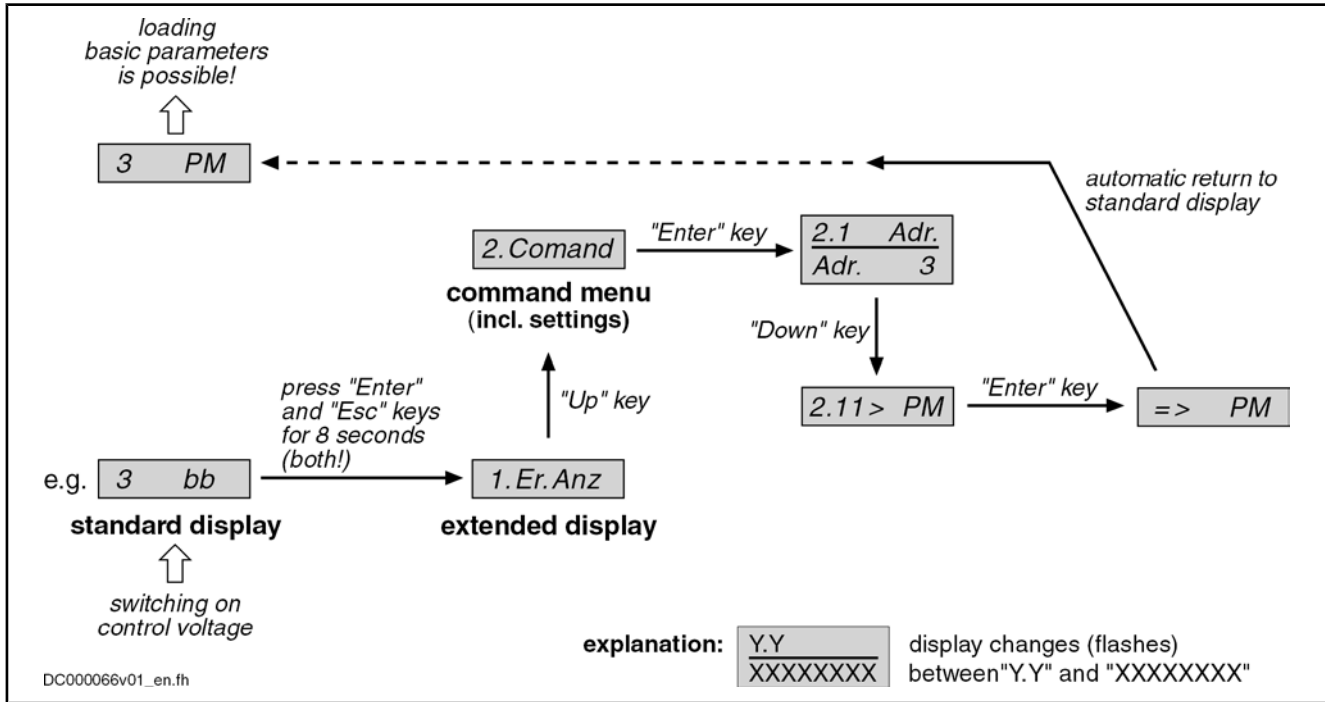 loading
basic parameters
is possible!
3 PM
automatic return to
standard display
2. Comand
"Enter" key
2.1 Adr.
Adr. 3
command menu
(incl. settings)
"Down" key
press "Enter"
and "Esc" keys
for 8 seconds
(both!)
"Up" key
2.11 > PM
"Enter" key
= > PM
e.g. 3 bb
1. Er. Anz
standard display
extended display
switching on
control voltage
explanation: Y.Y display changes (flashes)
XXXXXXXX between"Y.Y" and "XXXXXXXX"
DC000066v01_en.fh